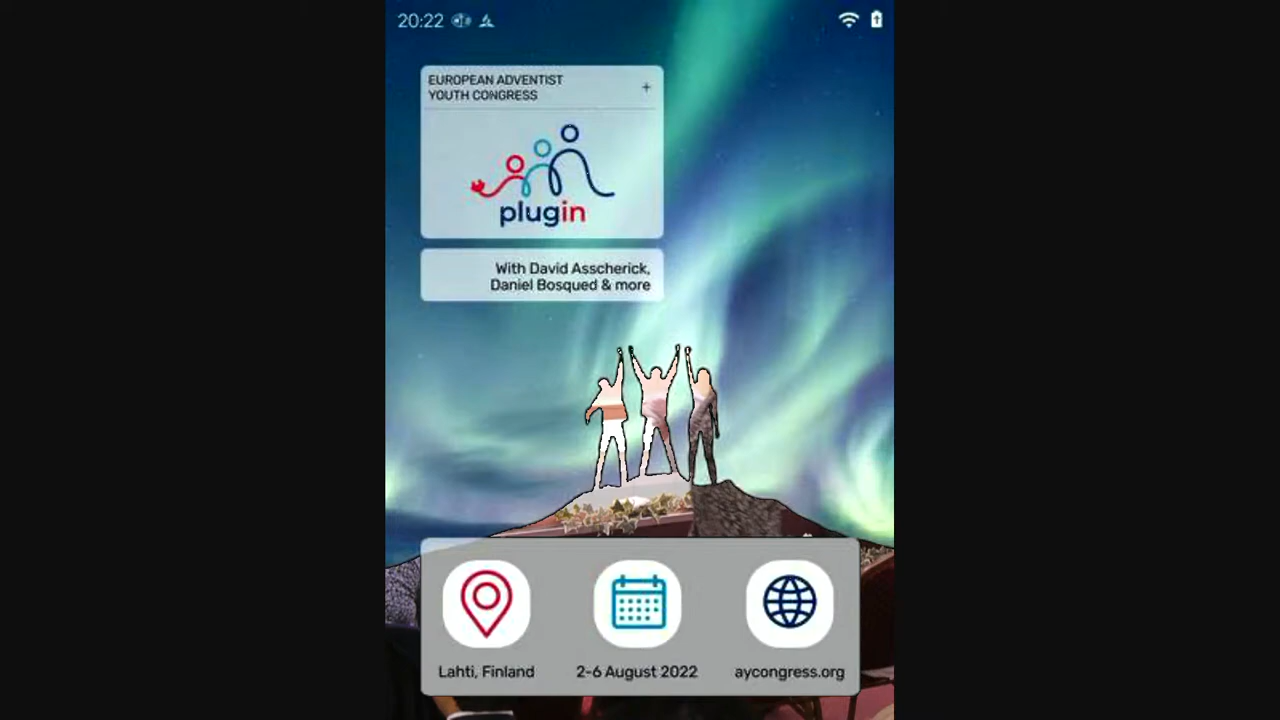 20:22
EUROPEAN ADVENTIST
YOUTH CONGRESS
+
plugin
With David Asscherick,
Daniel Bosqued & more
Lahti, Finland
2-6 August 2022
aycongress.org